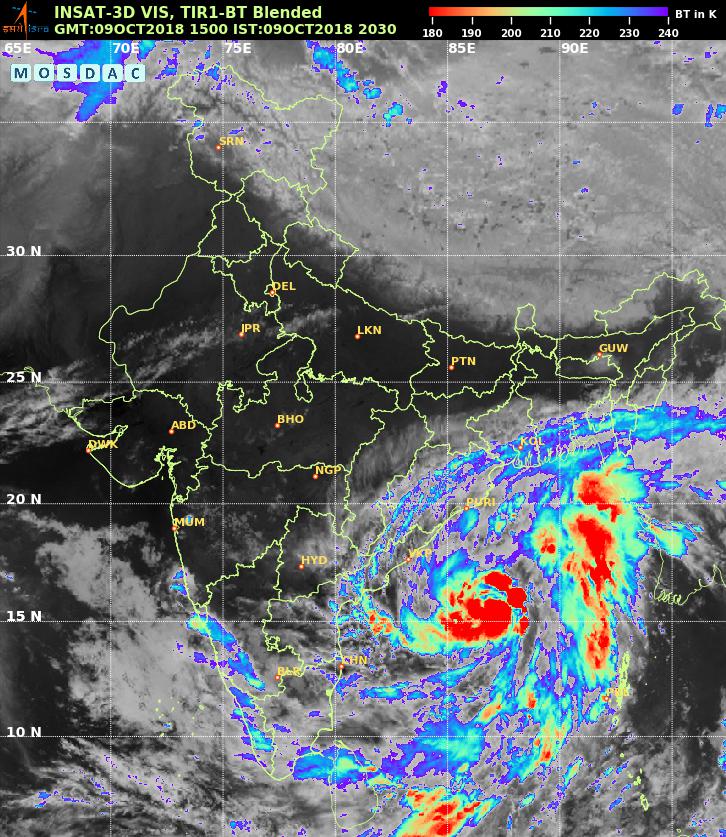 INSAT-3D VIS, TIR1-BT Blended
GMT:09OCT2018 1500 IST:09OCT2018 2030
BT in K
180 190 200 210 220 230 240
65E 70E 75E 80E 85E 90E
MOSDAC
SRN
30 N
DEL
JPR LKN
GUW
PTN
25 N
BHO
ABD
DWK KOL
NGP
20 N PURI
MUM
VKP
HYD
15 N
CHN
BLR
PBL
10 N